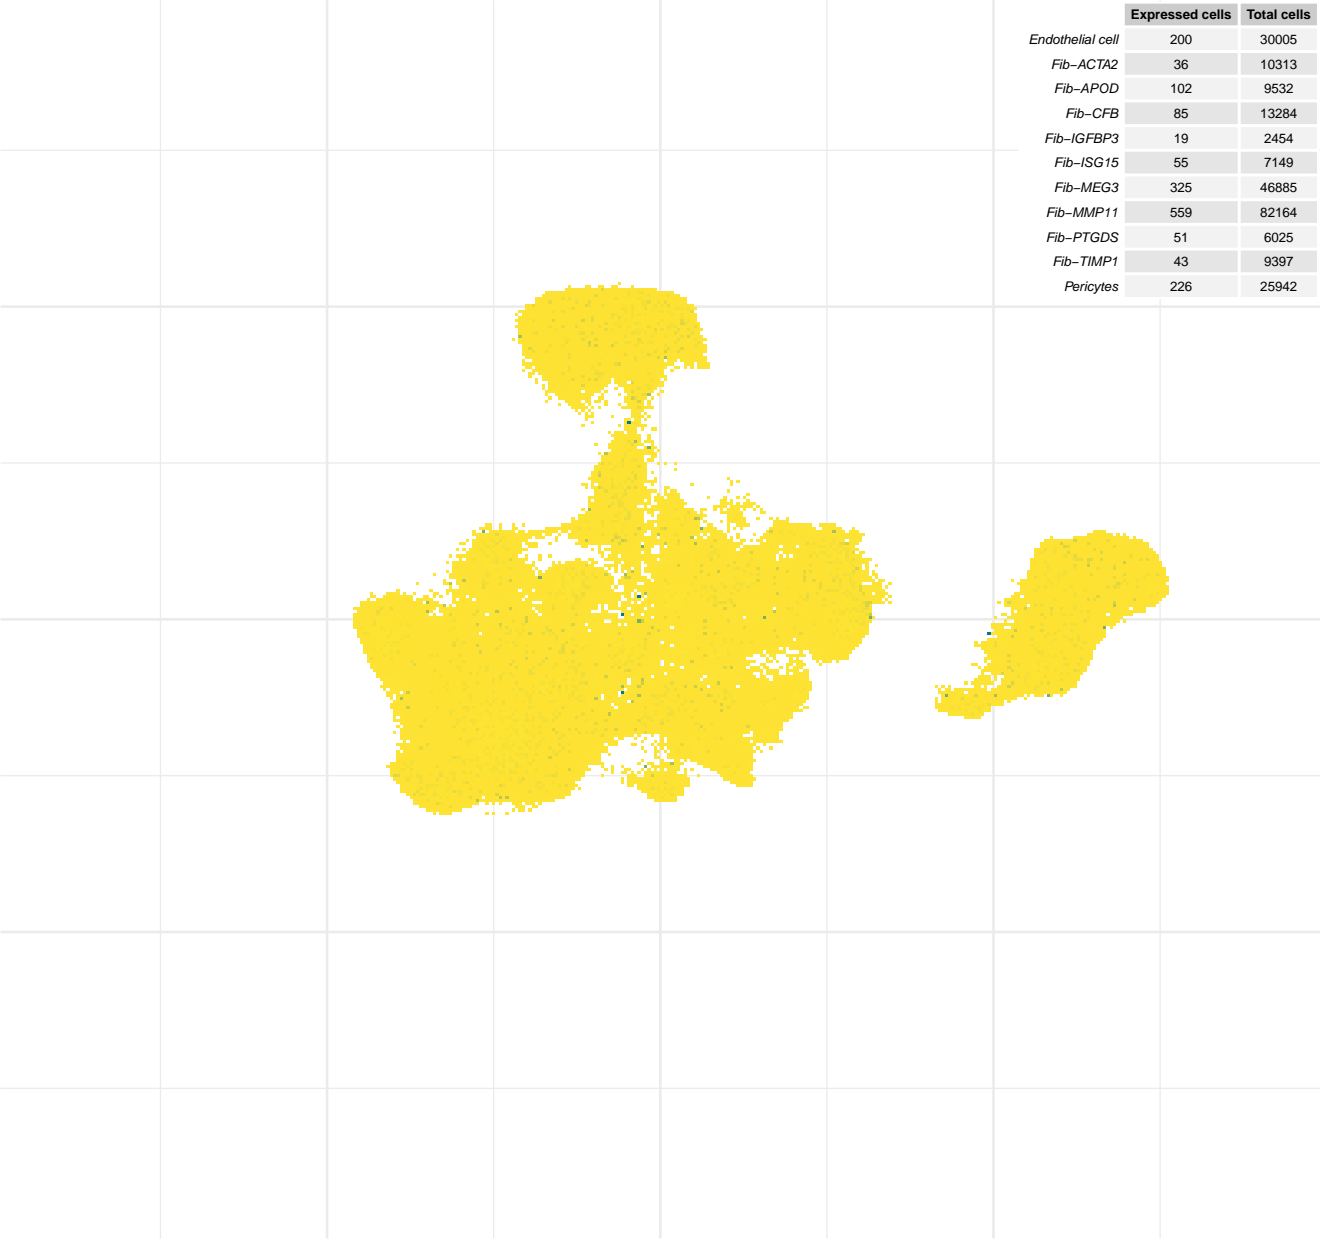 Expressed cells Total cells
Endothelial cell 200 30005
Fib−ACTA2 36 10313
Fib−APOD 102 9532
Fib−CFB 85 13284
Fib−IGFBP3 19 2454
Fib−ISG15 55 7149
Fib−MEG3 325 46885
Fib−MMP11 559 82164
Fib−PTGDS 51 6025
Fib−TIMP1 43 9397
Pericytes 226 25942